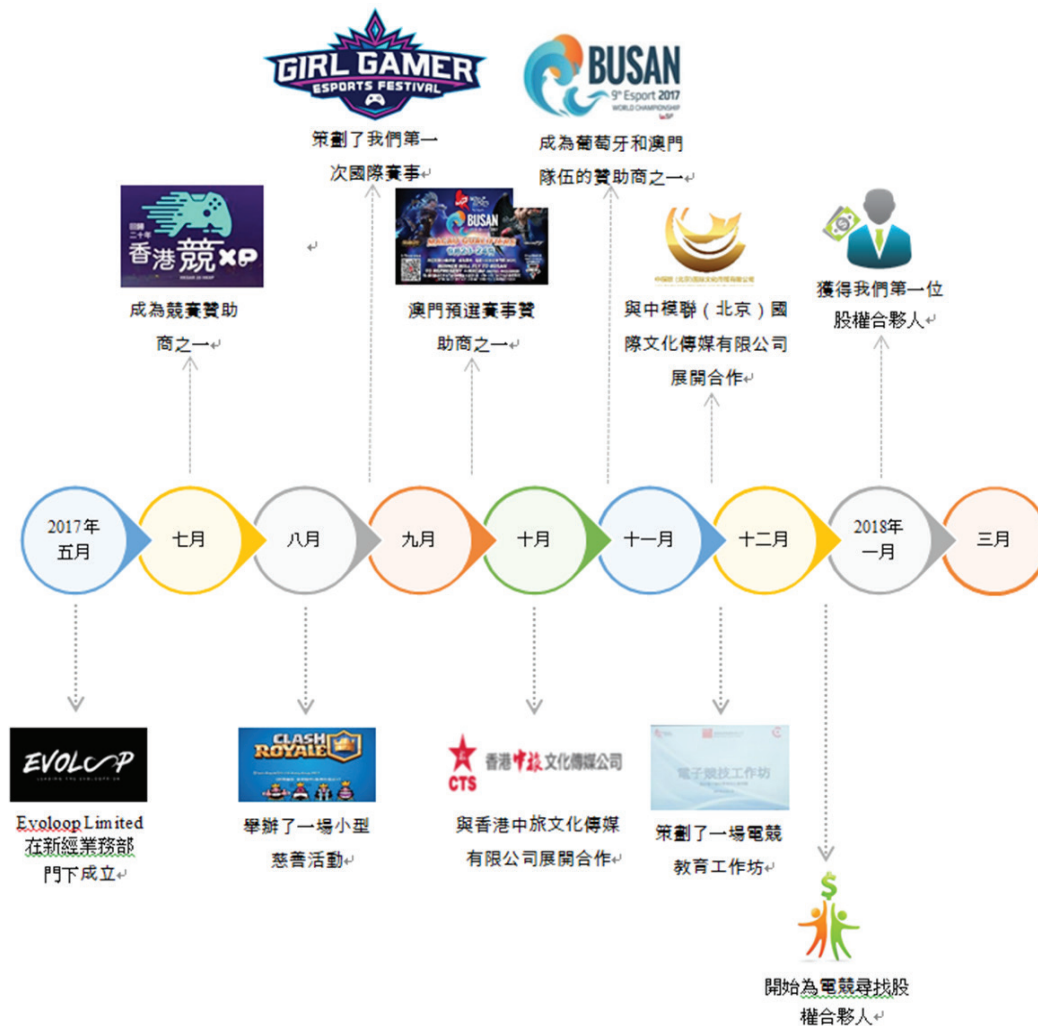 GIRL GAMER
ESPORTS FESTIVAL
策劃了我們第一
次國際賽事
BUSAN
9th Esport 2017
WORLD CHAMPIONSHIP
成為葡萄牙和澳門
隊伍的贊助商之一
回歸
二十年
香港競XP
成為競賽贊助
商之一
BUSAN
澳門預選賽事贊
助商之一
與中模聯（北京）國
際文化傳媒有限公司
展開合作
獲得我們第一位
股權合夥人
2017年
五月
七月
八月
九月
十月
十一月
十二月
2018年
一月
三月
EVOLOOP
Evoloop Limited
在新經業務部
門下成立
CLASH
ROYALE
舉辦了一場小型
慈善活動
CTS
香港中旅文化傳媒公司
與香港中旅文化傳媒
有限公司展開合作
電子競技工作坊
策劃了一場電競
教育工作坊
$
開始為電競尋找股
權合夥人